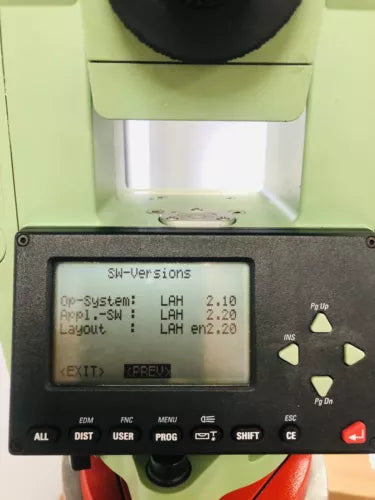 SW-Versions
Op-System: LAH 2.10
Appl.-SW : LAH 2.20
Layout : LAH en2.20
<EXIT> <PREV>
Pg Up
INS
Pg Dn
EDM FNC MENU ESC
ALL DIST USER PROG SHIFT CE